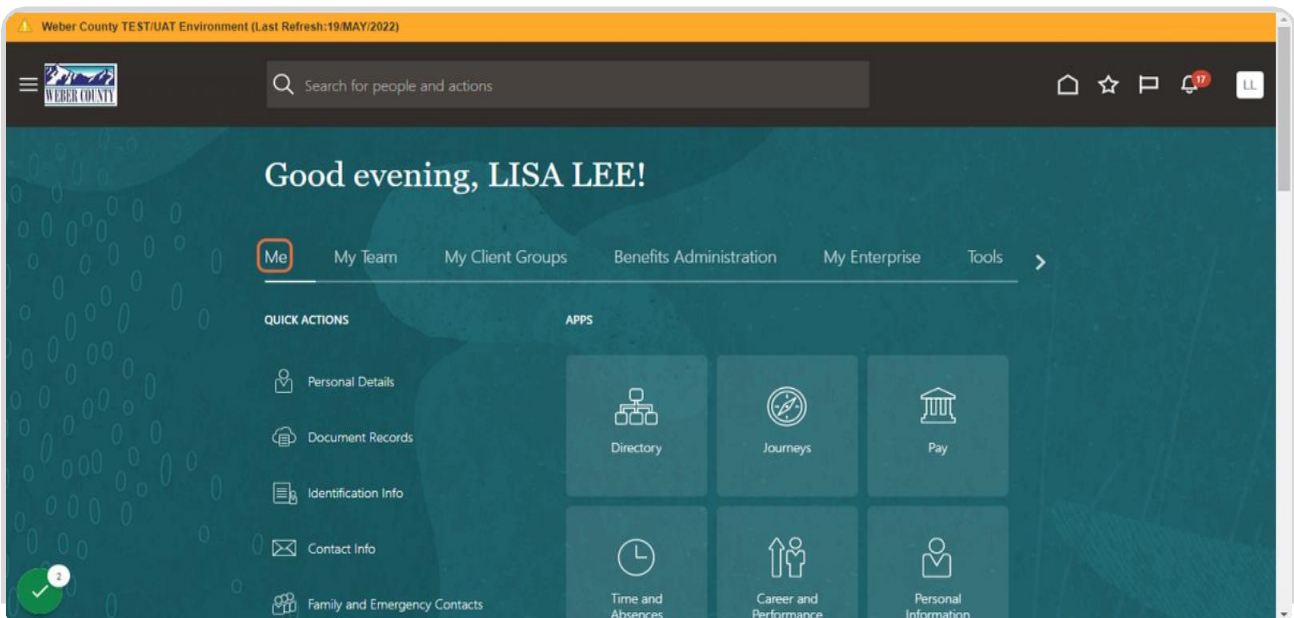 Weber County TEST/UAT Environment (Last Refresh:19/MAY/2022)
WEBER COUNTY
Search for people and actions
17
LL
Good evening, LISA LEE!
Me
My Team
My Client Groups
Benefits Administration
My Enterprise
Tools
QUICK ACTIONS
APPS
Personal Details
Document Records
Identification Info
Contact Info
Family and Emergency Contacts
Directory
Journeys
Pay
Time and
Absences
Career and
Performance
Personal
Information
2